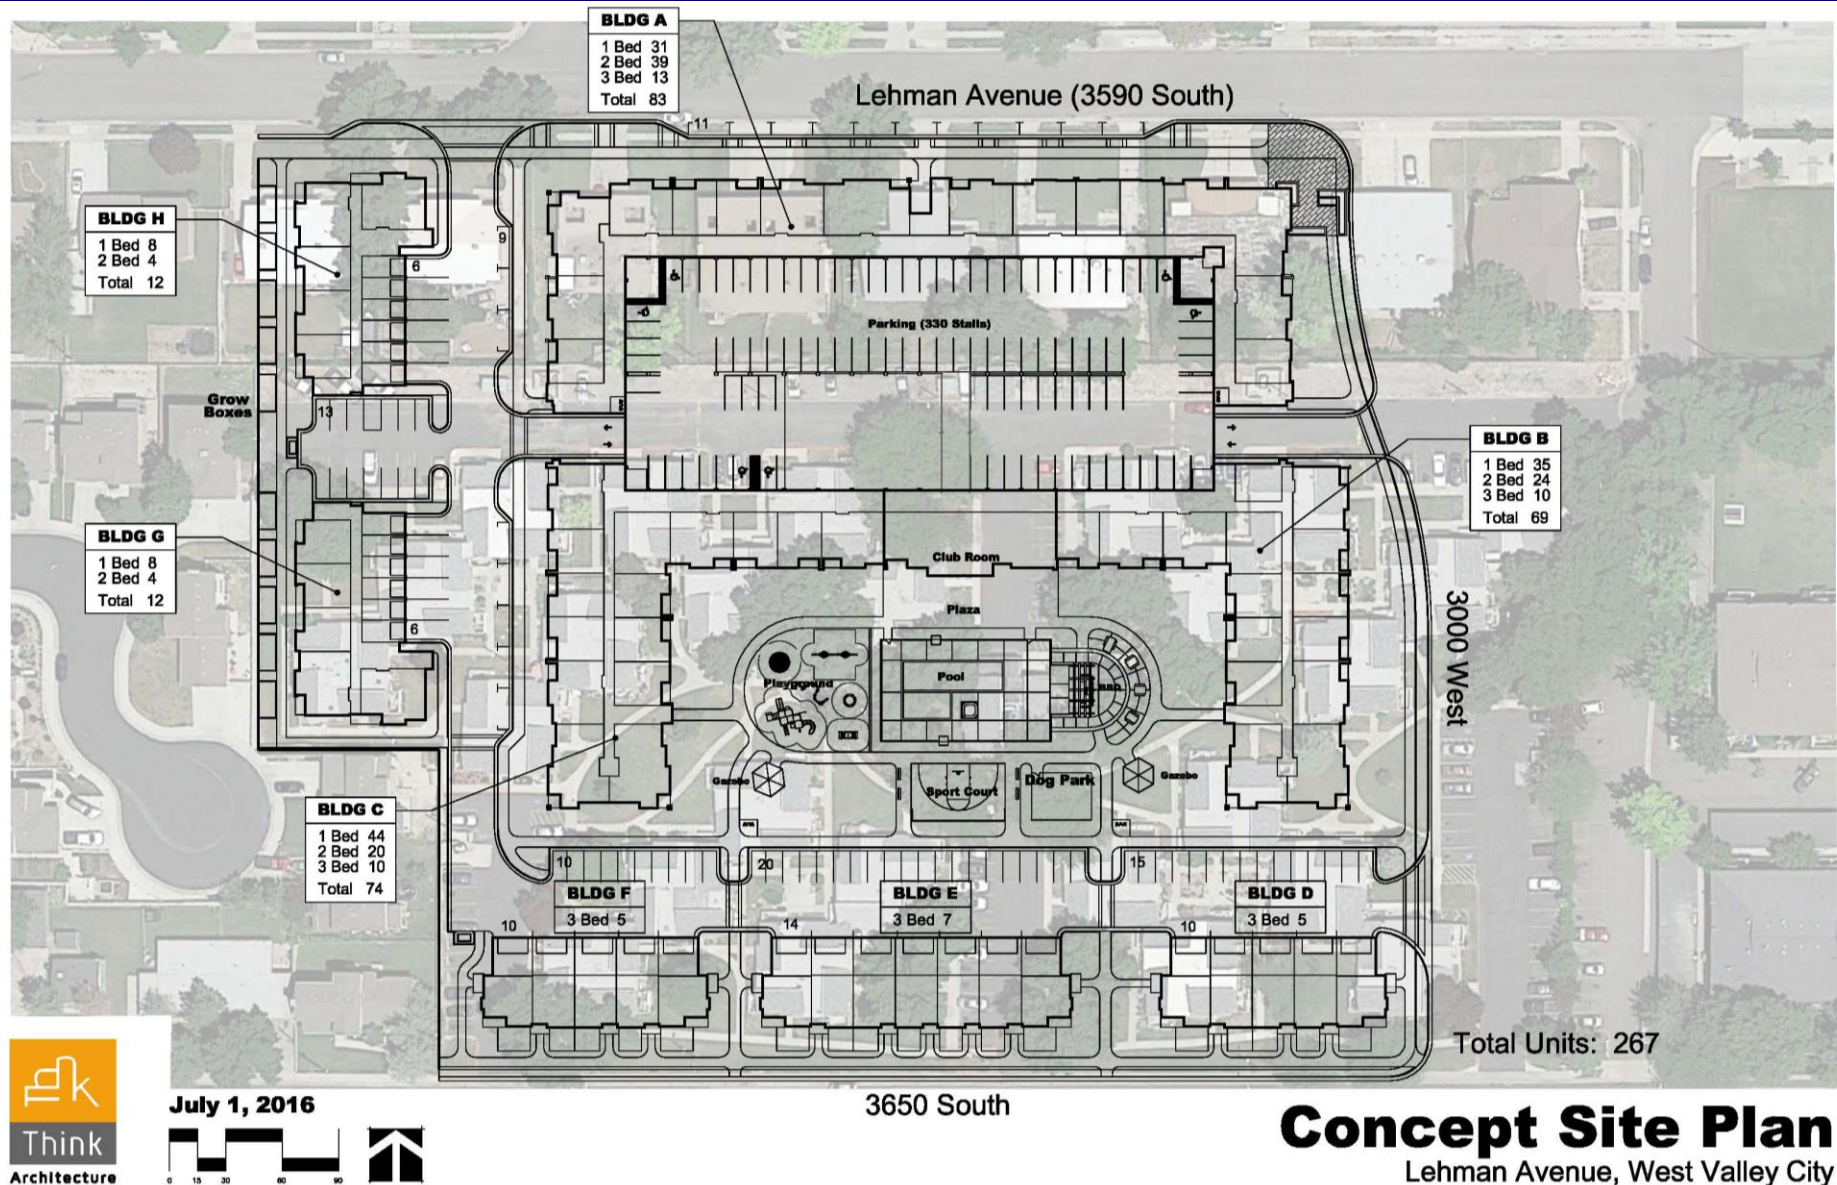 BLDG A
1 Bed 31
2 Bed 39
3 Bed 13
Total 83
Lehman Avenue (3590 South)
11
BLDG H
1 Bed 8
2 Bed 4
Total 12
6
9
Parking (330 Stalls)
Grow
Boxes
13
BLDG B
1 Bed 35
2 Bed 24
3 Bed 10
Total 69
BLDG G
1 Bed 8
2 Bed 4
Total 12
6
Club Room
Plaza
3000 West
Playground
Pool
BBQ
Gazebo
Sport Court
Dog Park
Gazebo
BLDG C
1 Bed 44
2 Bed 20
3 Bed 10
Total 74
10
20
15
BLDG F
3 Bed 5
BLDG E
3 Bed 7
BLDG D
3 Bed 5
10
14
10
Total Units: 267
3650 South
Think
Architecture
July 1, 2016
0 15 30 60 90
Concept Site Plan
Lehman Avenue, West Valley City